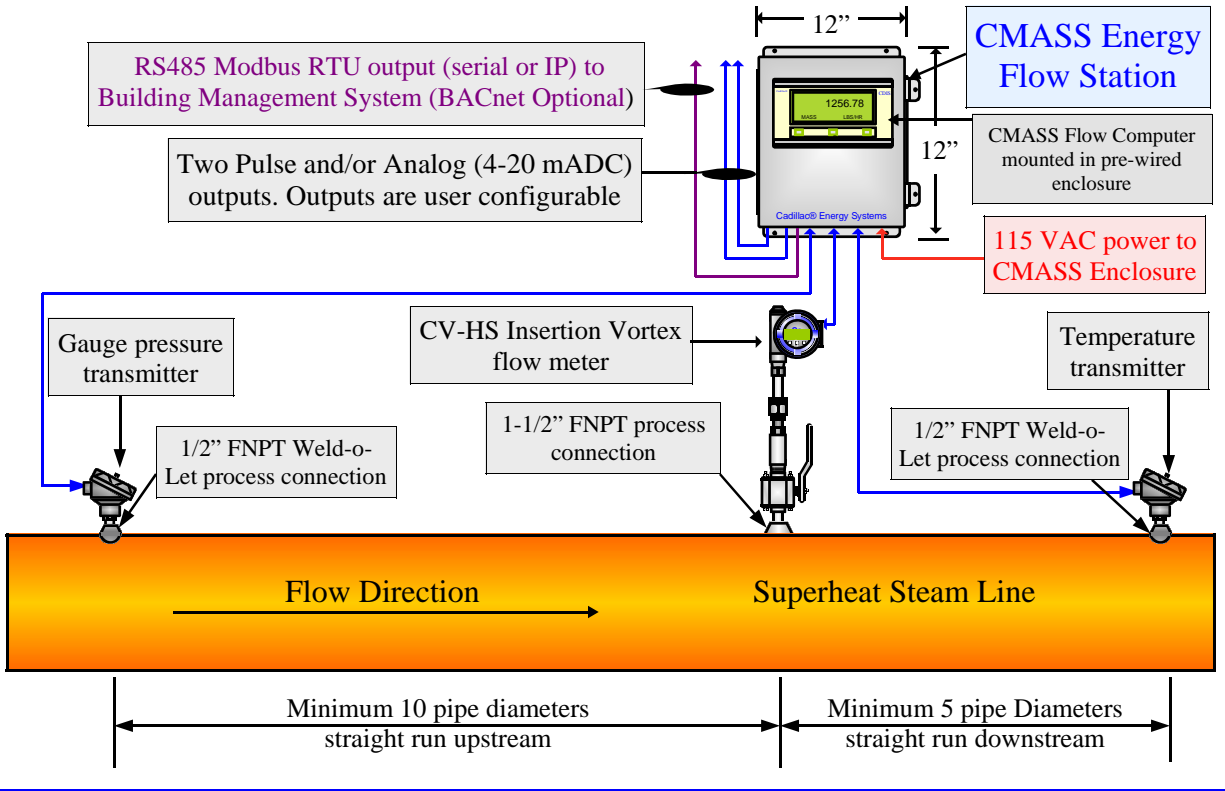 12”
CMASS Energy
Flow Station
RS485 Modbus RTU output (serial or IP) to
Building Management System (BACnet Optional)
1256.78
MASS
LBS/HR
CMASS Flow Computer
mounted in pre-wired
enclosure
12”
Two Pulse and/or Analog (4-20 mADC)
outputs. Outputs are user configurable
Cadillac® Energy Systems
115 VAC power to
CMASS Enclosure
Gauge pressure
transmitter
CV-HS Insertion Vortex
flow meter
Temperature
transmitter
1/2” FNPT Weld-o-
Let process connection
1-1/2” FNPT process
connection
1/2” FNPT Weld-o-
Let process connection
Flow Direction
Superheat Steam Line
Minimum 10 pipe diameters
straight run upstream
Minimum 5 pipe Diameters
straight run downstream